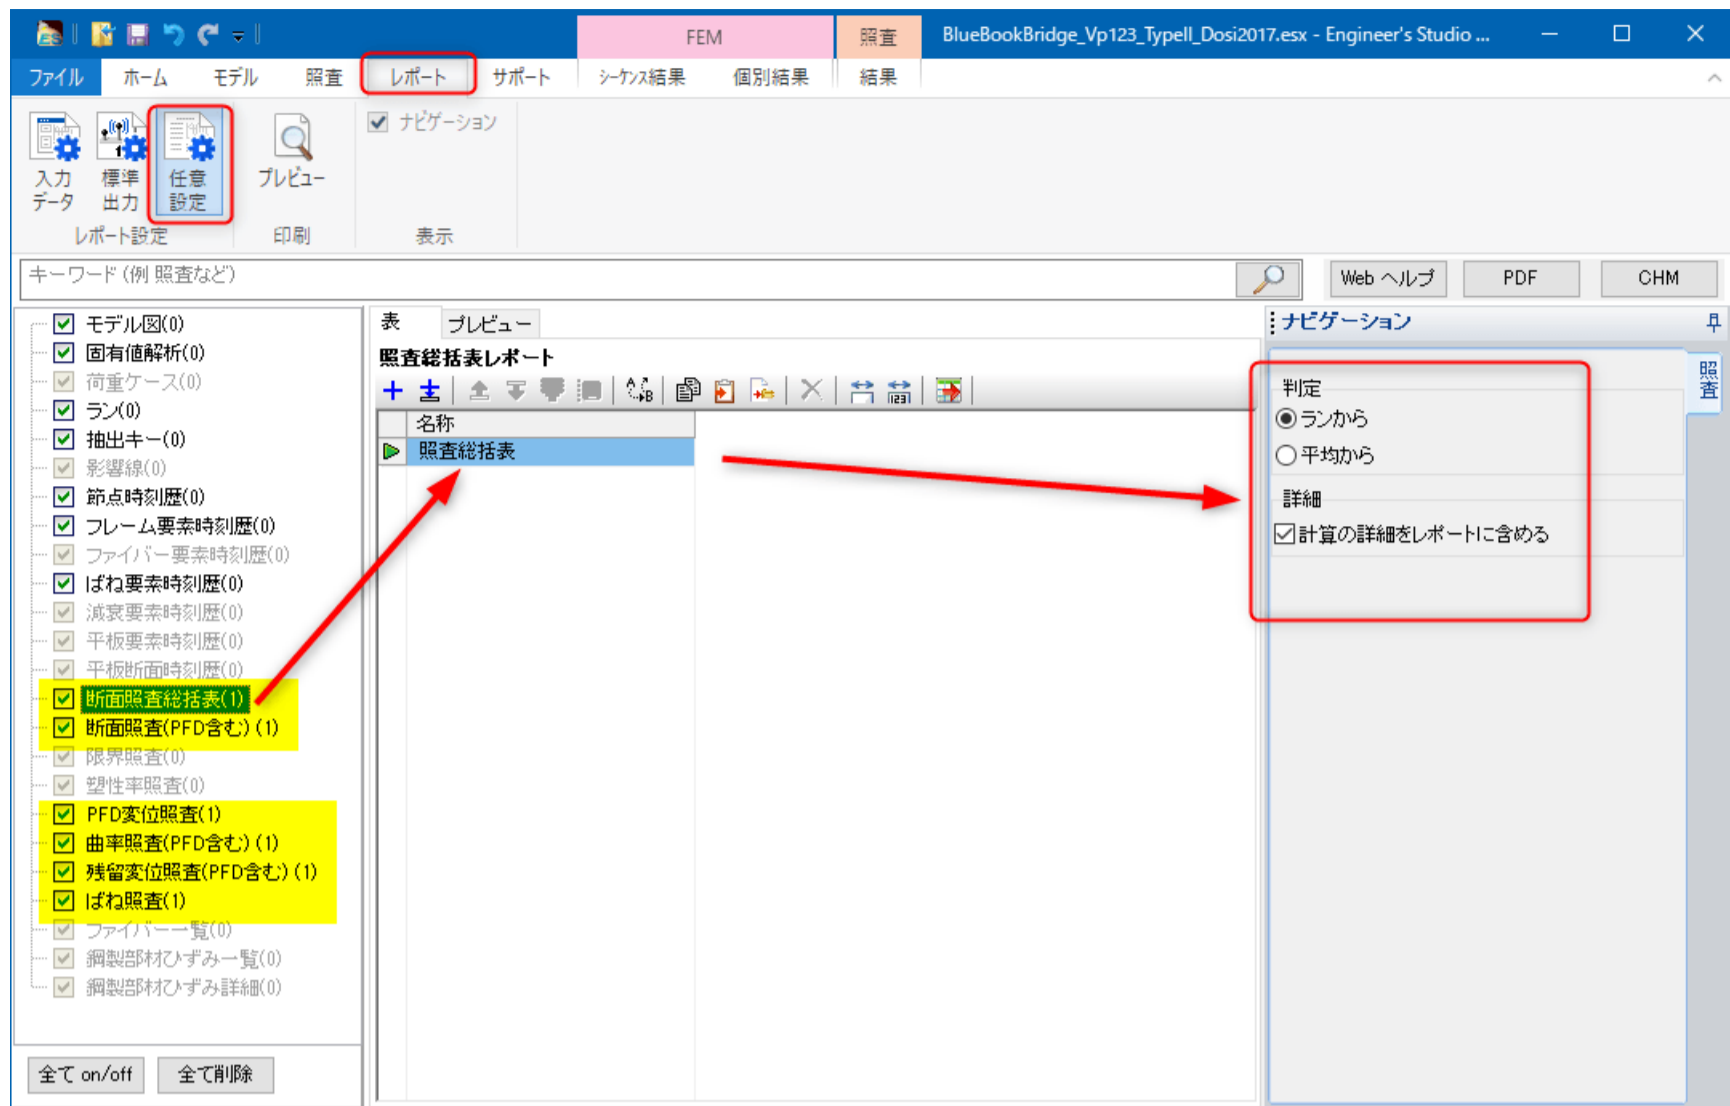 FEM
照査
BlueBookBridge_Vp123_TypeII_Dosi2017.esx - Engineer's Studio ...
ファイル
ホーム
モデル
照査
レポート
サポート
シーケンス結果
個別結果
結果
入力
データ
標準
出力
任意
設定
レポート設定
プレビュー
印刷
ナビゲーション
表示
キーワード (例 照査など)
Web ヘルプ
PDF
CHM
モデル図(0)
固有値解析(0)
荷重ケース(0)
ラン(0)
抽出キー(0)
影響線(0)
節点時刻歴(0)
フレーム要素時刻歴(0)
ファイバー要素時刻歴(0)
ばね要素時刻歴(0)
減衰要素時刻歴(0)
平板要素時刻歴(0)
平板断面時刻歴(0)
断面照査総括表(1)
断面照査(PFD含む) (1)
限界照査(0)
塑性率照査(0)
PFD変位照査(1)
曲率照査(PFD含む) (1)
残留変位照査(PFD含む) (1)
ばね照査(1)
ファイバー一覧(0)
鋼製部材ひずみ一覧(0)
鋼製部材ひずみ詳細(0)
全て on/off
全て削除
表
プレビュー
照査総括表レポート
名称
照査総括表
ナビゲーション
照査
判定
ランから
平均から
詳細
計算の詳細をレポートに含める